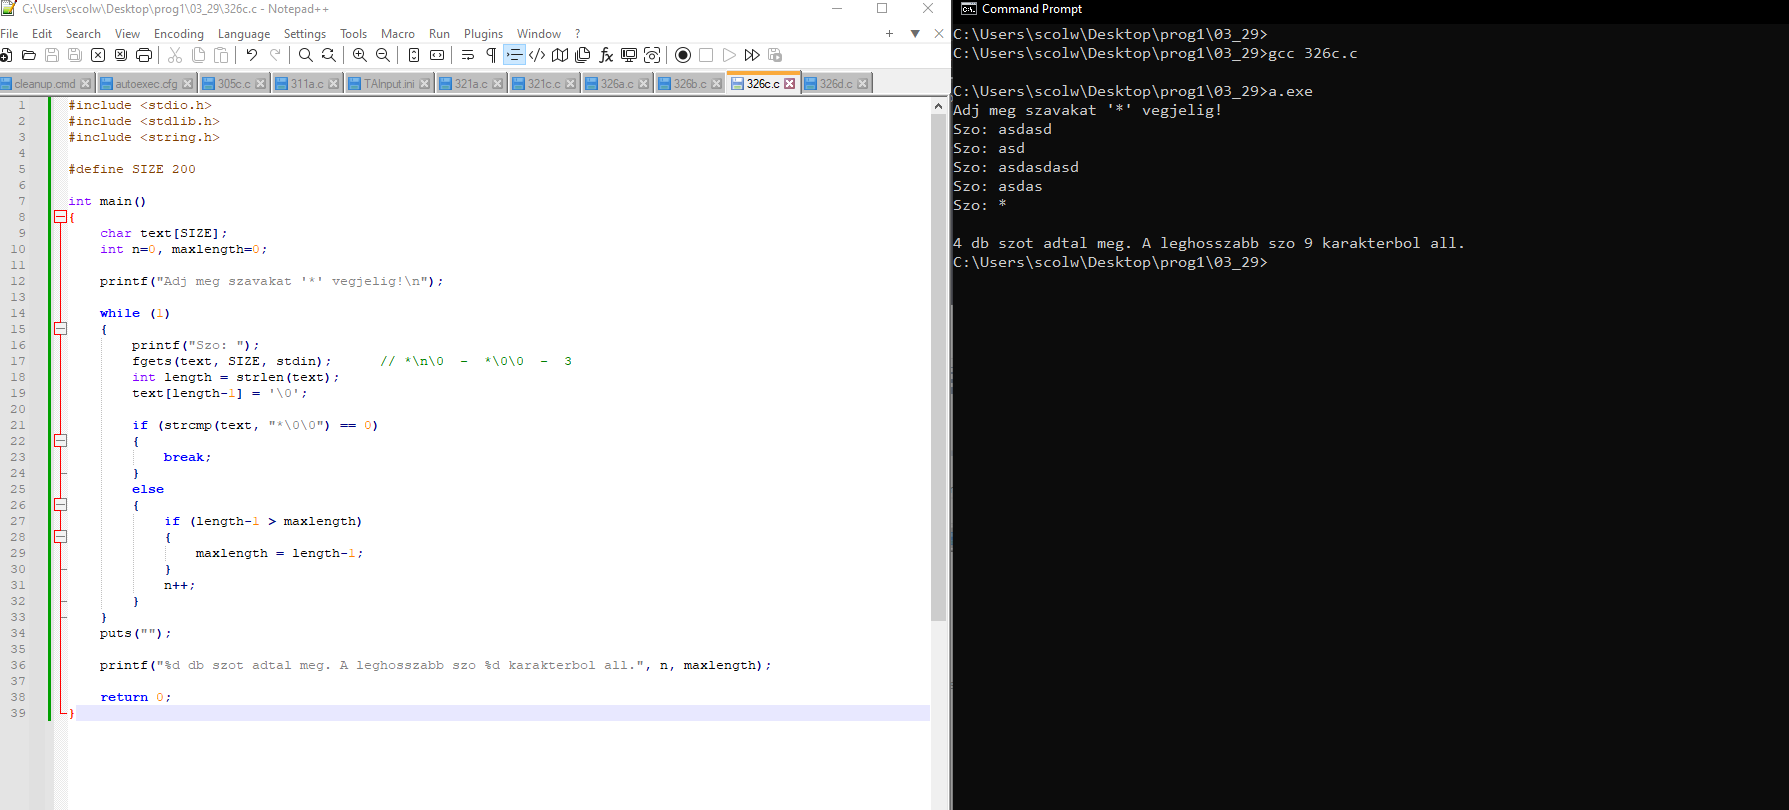 C:\Users\scolw\Desktop\prog1\03_29\326c.c - Notepad++
File Edit Search View Encoding Language Settings Tools Macro Run Plugins Window ?
cleanup.cmd autoexec.cfg 305c.c 311a.c TAInput.ini 321a.c 321c.c 326a.c 326b.c 326c.c 326d.c
1 #include <stdio.h>
2 #include <stdlib.h>
3 #include <string.h>
4
5 #define SIZE 200
6
7 int main()
8 {
9 char text[SIZE];
10 int n=0, maxlength=0;
11
12 printf("Adj meg szavakat '*' vegjelig!\n");
13
14 while (1)
15 {
16 printf("Szo: ");
17 fgets(text, SIZE, stdin); // *\n\0 - *\0\0 - 3
18 int length = strlen(text);
19 text[length-1] = '\0';
20
21 if (strcmp(text, "*\0\0") == 0)
22 {
23 break;
24 }
25 else
26 {
27 if (length-1 > maxlength)
28 {
29 maxlength = length-1;
30 }
31 n++;
32 }
33 }
34 puts("");
35
36 printf("%d db szot adtal meg. A leghosszabb szo %d karakterbol all.", n, maxlength);
37
38 return 0;
39 }
Command Prompt
C:\Users\scolw\Desktop\prog1\03_29>
C:\Users\scolw\Desktop\prog1\03_29>gcc 326c.c
C:\Users\scolw\Desktop\prog1\03_29>a.exe
Adj meg szavakat '*' vegjelig!
Szo: asdasd
Szo: asd
Szo: asdasdasd
Szo: asdas
Szo: *
4 db szot adtal meg. A leghosszabb szo 9 karakterbol all.
C:\Users\scolw\Desktop\prog1\03_29>